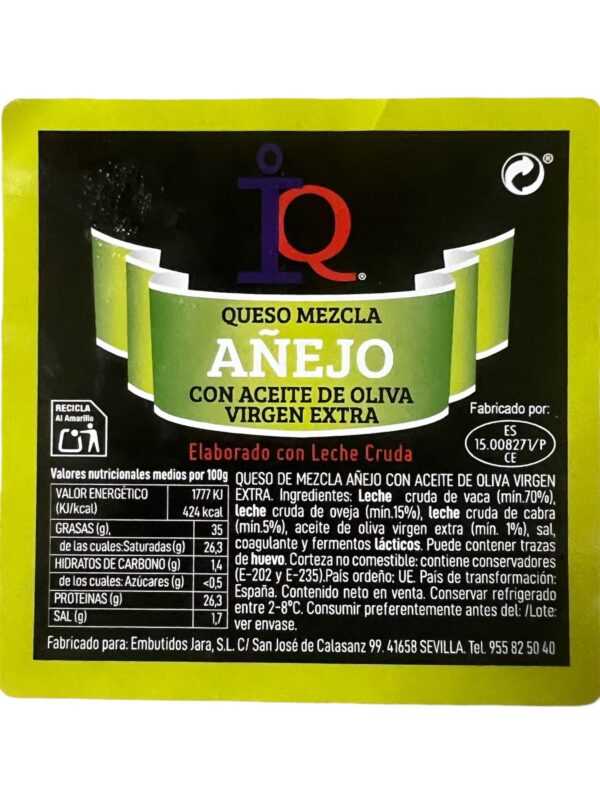 iQ®
®
QUESO MEZCLA
AÑEJO
CON ACEITE DE OLIVA
VIRGEN EXTRA
Elaborado con Leche Cruda
Fabricado por:
ES
15.008271/P
CE
RECICLA
Al Amarillo
Valores nutricionales medios por 100g
VALOR ENERGÉTICO 1777 KJ
(KJ/kcal) 424 kcal
GRASAS (g), 35
de las cuales:Saturadas (g) 26,3
HIDRATOS DE CARBONO (g) 1,4
de los cuales: Azúcares (g) <0,5
PROTEINAS (g) 26,3
SAL (g) 1,7
QUESO DE MEZCLA AÑEJO CON ACEITE DE OLIVA VIRGEN
EXTRA. Ingredientes: Leche cruda de vaca (mín.70%),
leche cruda de oveja (mín.15%), leche cruda de cabra
(mín.5%), aceite de oliva virgen extra (mín. 1%), sal,
coagulante y fermentos lácticos. Puede contener trazas
de huevo. Corteza no comestible: contiene conservadores
(E-202 y E-235).País ordeño: UE. País de transformación:
España. Contenido neto en venta. Conservar refrigerado
entre 2-8ºC. Consumir preferentemente antes del: /Lote:
ver envase.
Fabricado para: Embutidos Jara, S.L. C/ San José de Calasanz 99. 41658 SEVILLA. Tel. 955 82 50 40